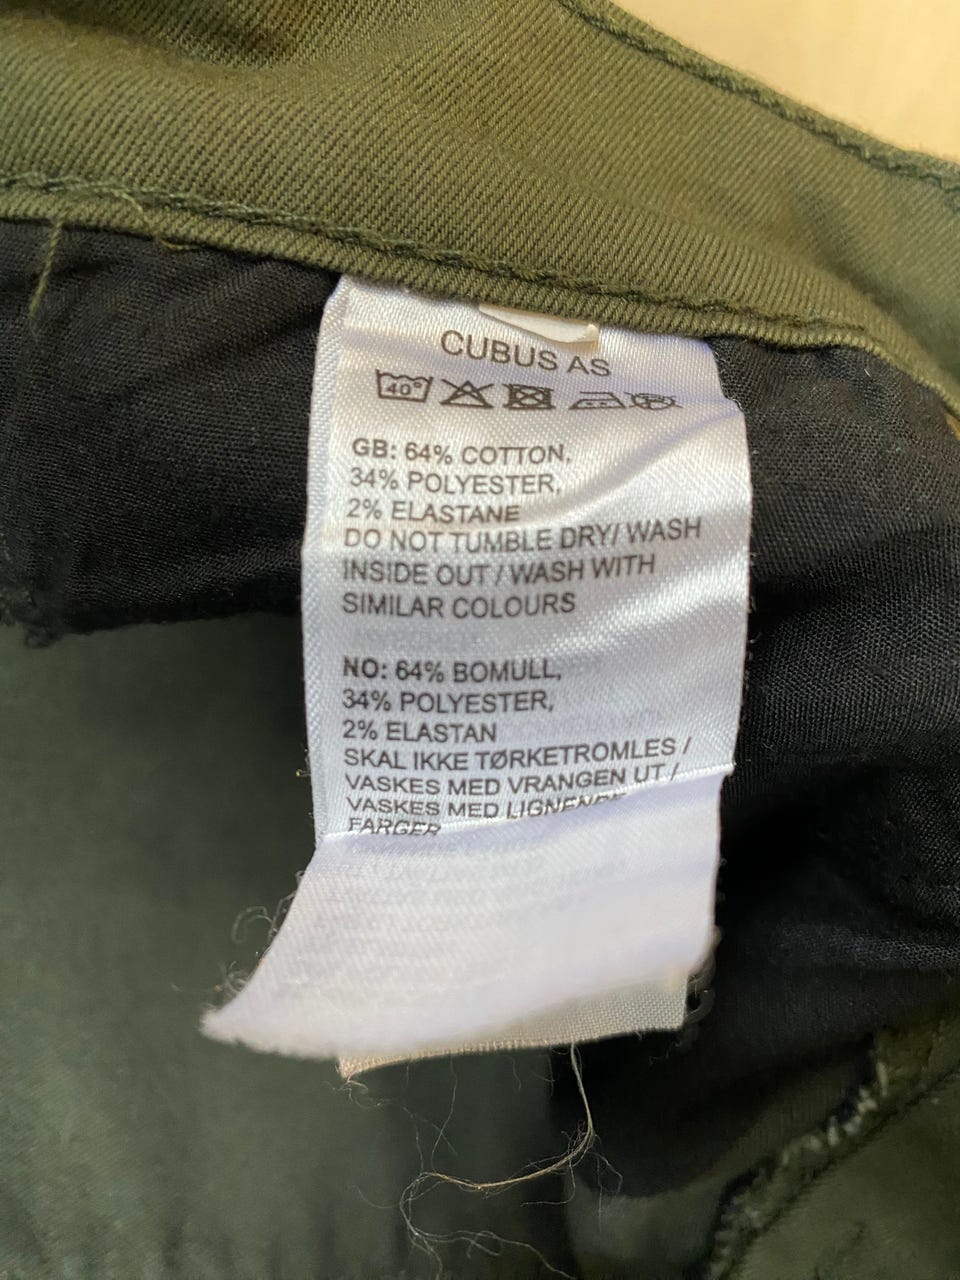 CUBUS AS
40°
GB: 64% COTTON,
34% POLYESTER,
2% ELASTANE
DO NOT TUMBLE DRY/ WASH
INSIDE OUT / WASH WITH
SIMILAR COLOURS
NO: 64% BOMULL,
34% POLYESTER,
2% ELASTAN
SKAL IKKE TØRKETROMLES /
VASKES MED VRANGEN UT /
VASKES MED LIGNENDE
FARGER